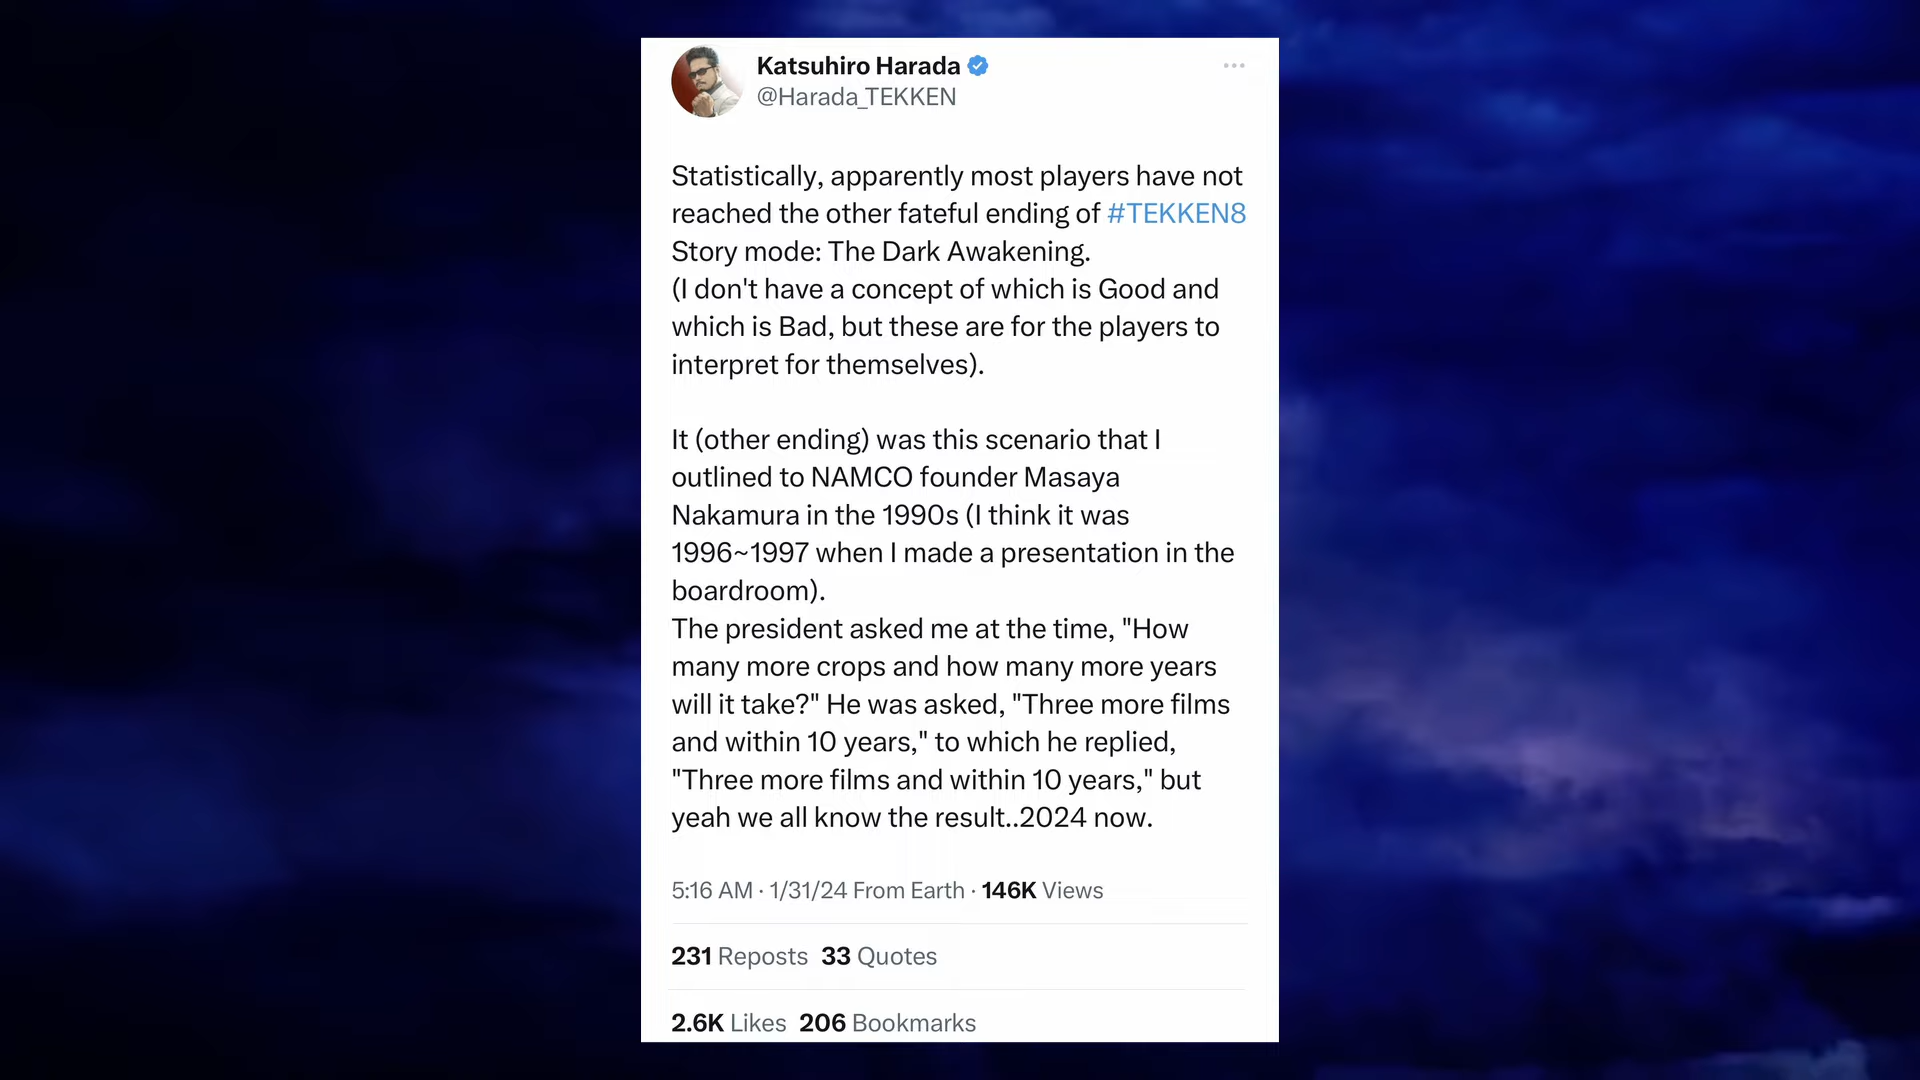 Katsuhiro Harada
@Harada_TEKKEN
Statistically, apparently most players have not
reached the other fateful ending of #TEKKEN8
Story mode: The Dark Awakening.
(I don't have a concept of which is Good and
which is Bad, but these are for the players to
interpret for themselves).
It (other ending) was this scenario that I
outlined to NAMCO founder Masaya
Nakamura in the 1990s (I think it was
1996~1997 when I made a presentation in the
boardroom).
The president asked me at the time, "How
many more crops and how many more years
will it take?" He was asked, "Three more films
and within 10 years," to which he replied,
"Three more films and within 10 years," but
yeah we all know the result..2024 now.
5:16 AM · 1/31/24 From Earth · 146K Views
231 Reposts 33 Quotes
2.6K Likes 206 Bookmarks